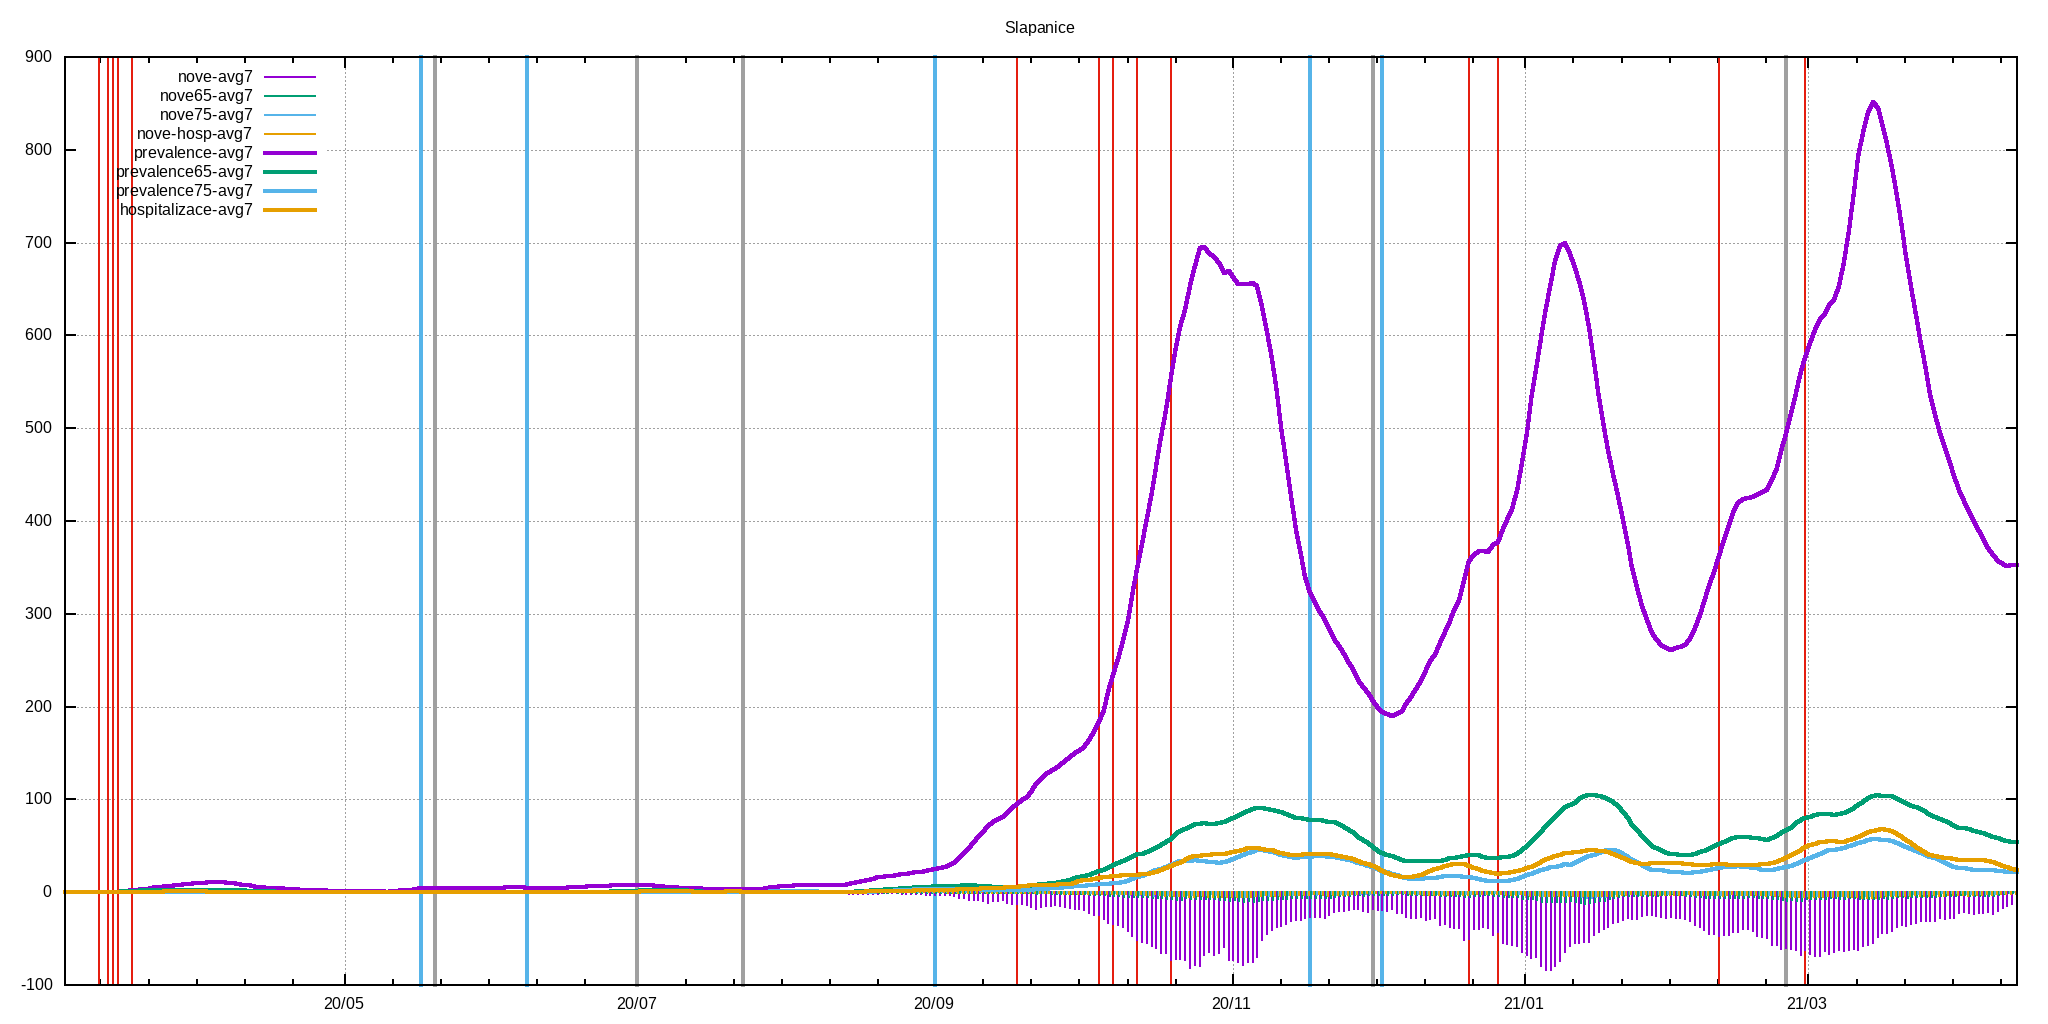 Slapanice
900
800
700
600
500
400
300
200
100
0
-100
nove-avg7
nove65-avg7
nove75-avg7
nove-hosp-avg7
prevalence-avg7
prevalence65-avg7
prevalence75-avg7
hospitalizace-avg7
20/05 20/07 20/09 20/11 21/01 21/03